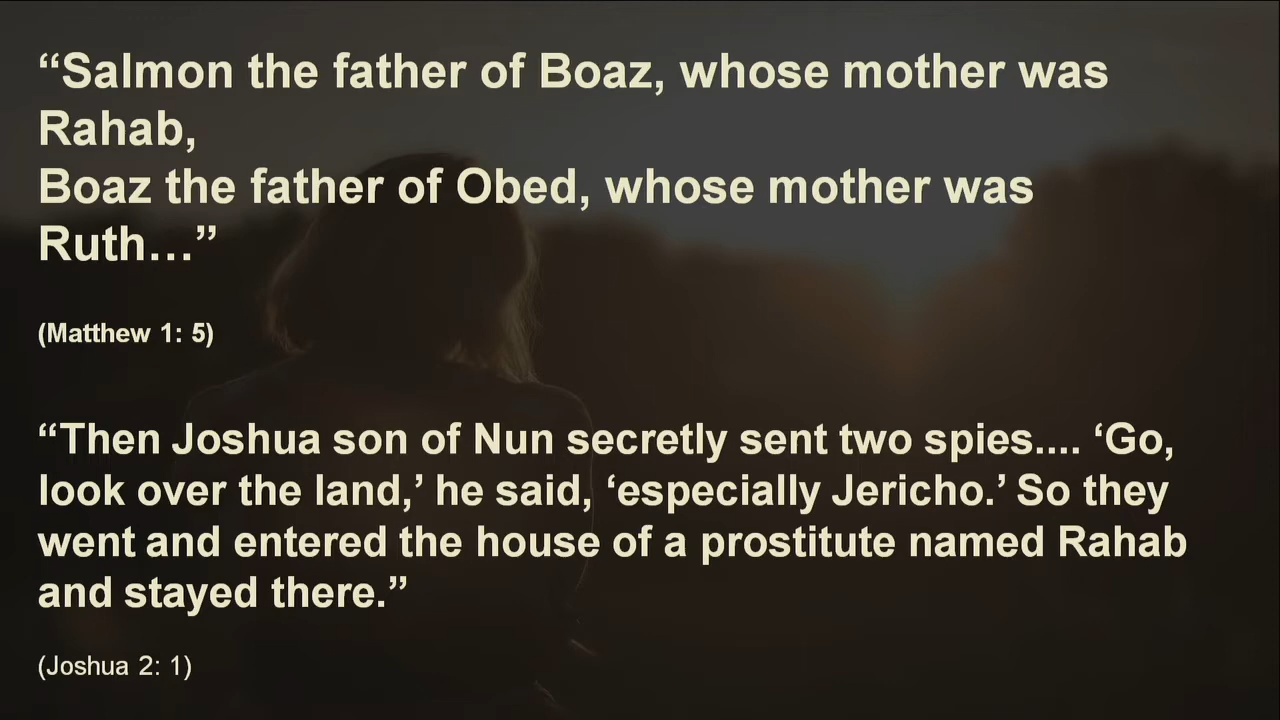 “Salmon the father of Boaz, whose mother was
Rahab,
Boaz the father of Obed, whose mother was
Ruth…”
(Matthew 1: 5)
“Then Joshua son of Nun secretly sent two spies.... ‘Go,
look over the land,’ he said, ‘especially Jericho.’ So they
went and entered the house of a prostitute named Rahab
and stayed there.”
(Joshua 2: 1)